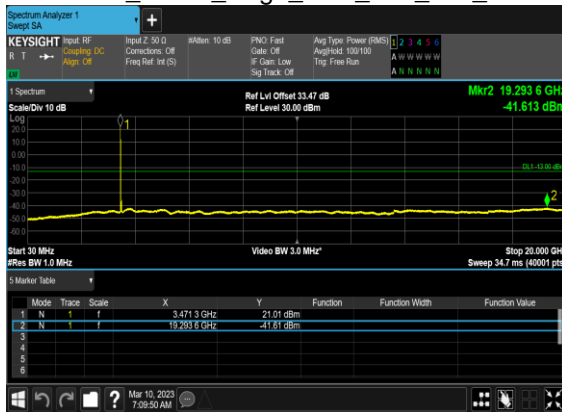 Spectrum Analyzer 1
Swept SA
+
KEYSIGHT Input: RF
R T Coupling: DC
Align: Off
Input Z: 50 Ω
Corrections: Off
Freq Ref: Int (S)
#Atten: 10 dB
PNO: Fast
Gate: Off
IF Gain: Low
Sig Track: Off
Avg Type: Power (RMS)
Avg|Hold: 100/100
Trig: Free Run
1 2 3 4 5 6
A W W W W W
A N N N N N
1 Spectrum
Scale/Div 10 dB
Ref Lvl Offset 33.47 dB
Ref Level 30.00 dBm
Mkr2 19.293 6 GHz
-41.613 dBm
Log
20.0
10.0
0.00
-10.0
-20.0
-30.0
-40.0
-50.0
-60.0
1
DL1 -13.00 dB
2
Start 30 MHz
#Res BW 1.0 MHz
Video BW 3.0 MHz*
Stop 20.000 GH
Sweep 34.7 ms (40001 pts
5 Marker Table
Mode Trace Scale X Y Function Function Width Function Value
1 N 1 f 3.471 3 GHz 21.01 dBm
2 N 1 f 19.293 6 GHz -41.61 dBm
3
4
5
6
? Mar 10, 2023
7:09:50 AM